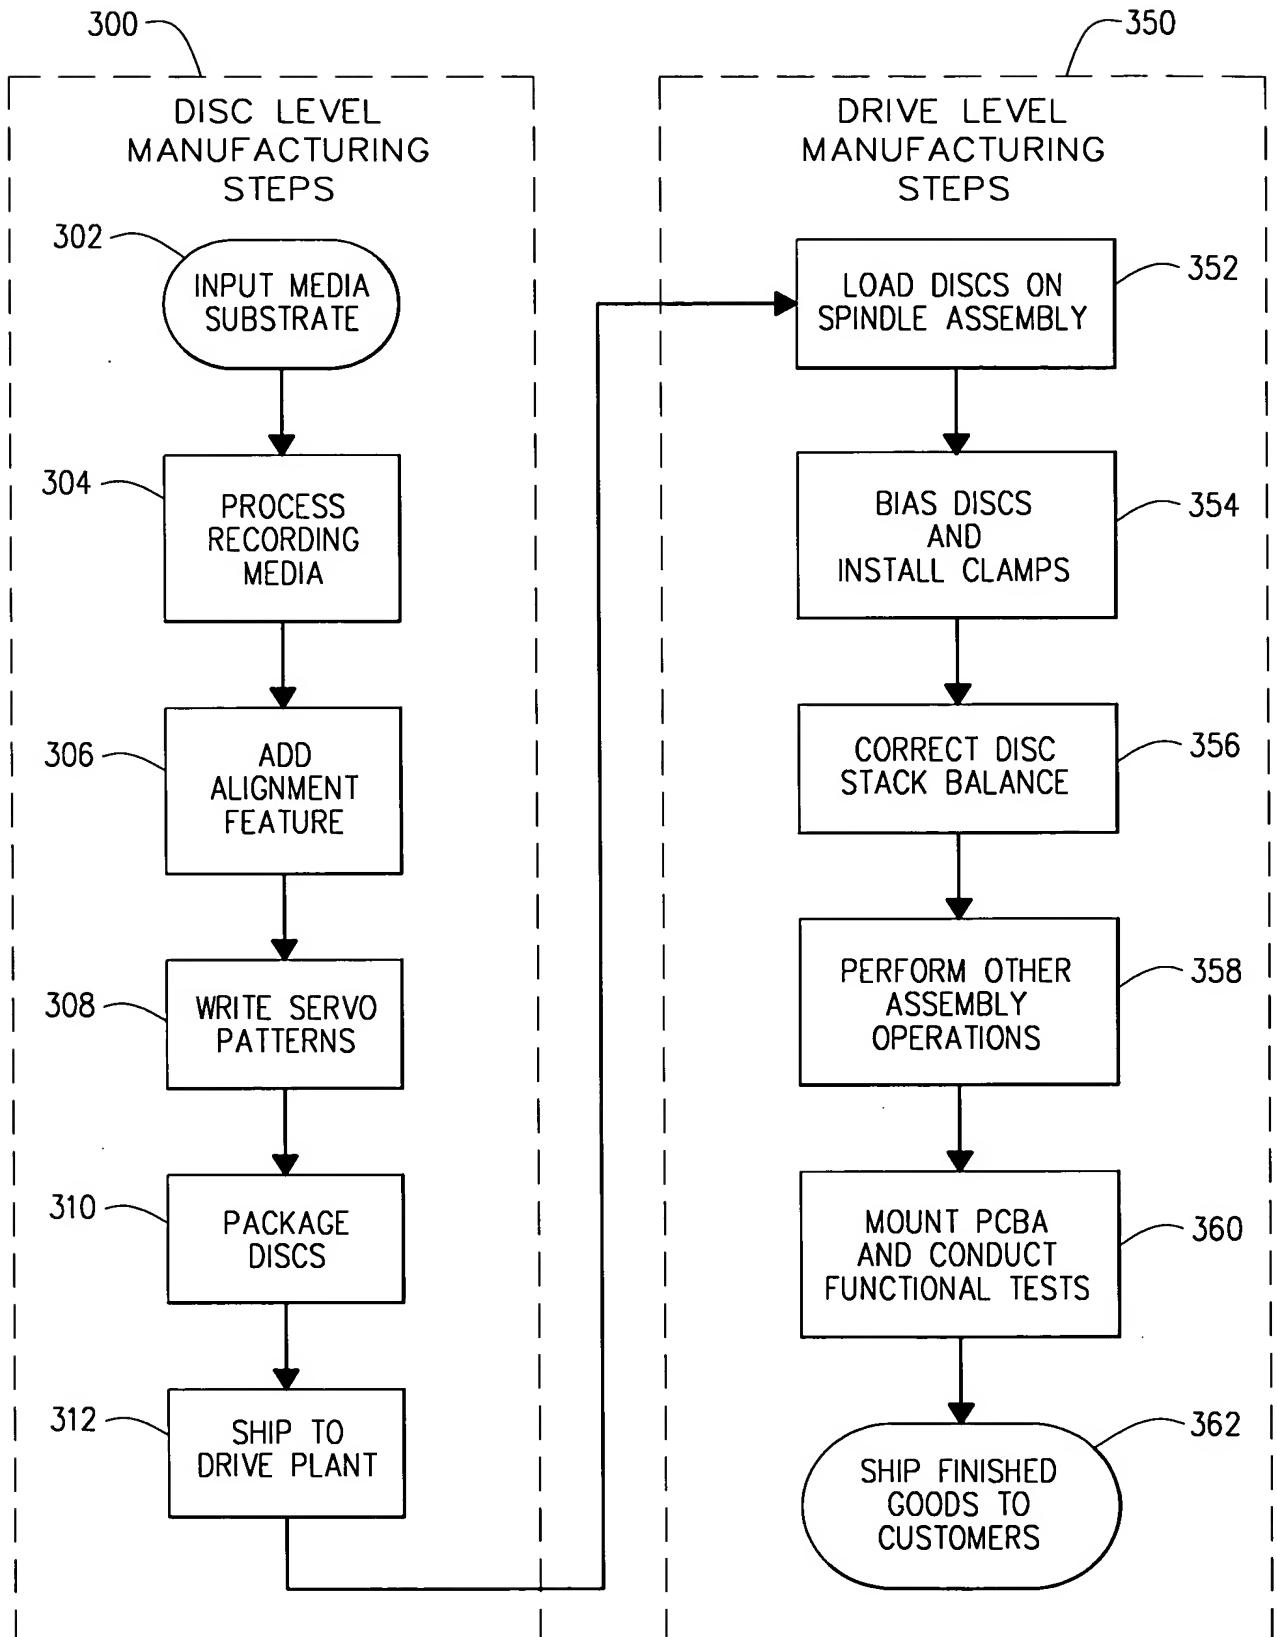 300
DISC LEVEL
MANUFACTURING
STEPS
302
INPUT MEDIA
SUBSTRATE
304
PROCESS
RECORDING
MEDIA
306
ADD
ALIGNMENT
FEATURE
308
WRITE SERVO
PATTERNS
310
PACKAGE
DISCS
312
SHIP TO
DRIVE PLANT
350
DRIVE LEVEL
MANUFACTURING
STEPS
352
LOAD DISCS ON
SPINDLE ASSEMBLY
354
BIAS DISCS
AND
INSTALL CLAMPS
356
CORRECT DISC
STACK BALANCE
358
PERFORM OTHER
ASSEMBLY
OPERATIONS
360
MOUNT PCBA
AND CONDUCT
FUNCTIONAL TESTS
362
SHIP FINISHED
GOODS TO
CUSTOMERS